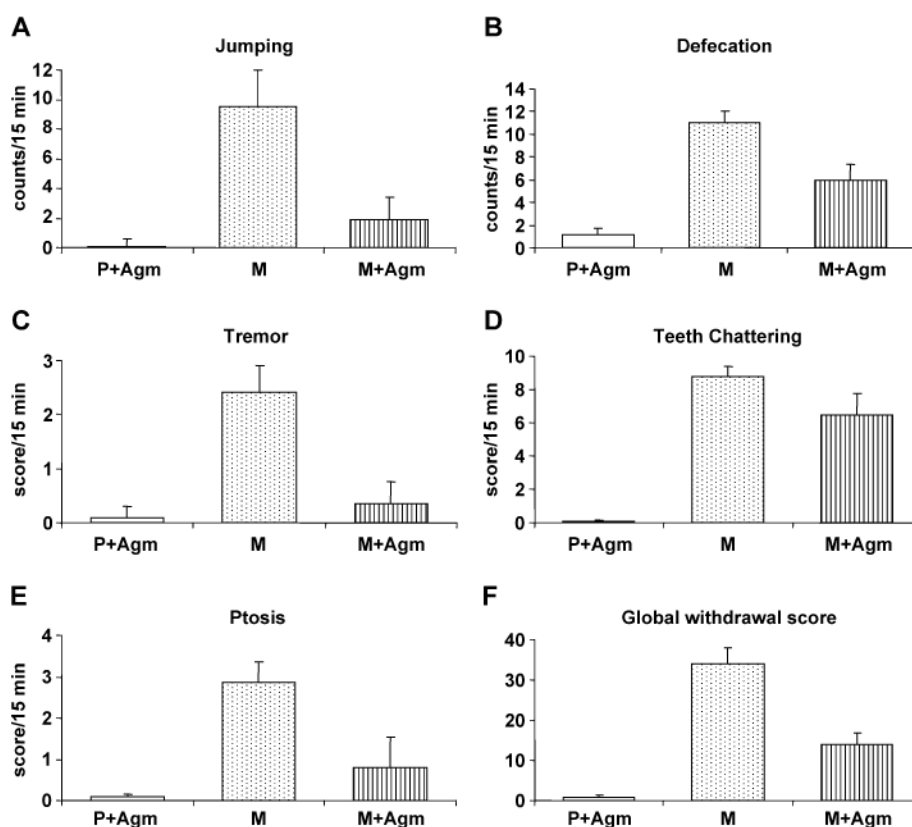 A
Jumping
counts/15 min
12
10
8
6
4
2
0
P+Agm M M+Agm
B
Defecation
counts/15 min
14
12
10
8
6
4
2
0
P+Agm M M+Agm
C
Tremor
score/15 min
3
2
1
0
P+Agm M M+Agm
D
Teeth Chattering
score/15 min
10
8
6
4
2
0
P+Agm M M+Agm
E
Ptosis
score/15 min
4
3
2
1
0
P+Agm M M+Agm
F
Global withdrawal score
40
30
20
10
0
P+Agm M M+Agm